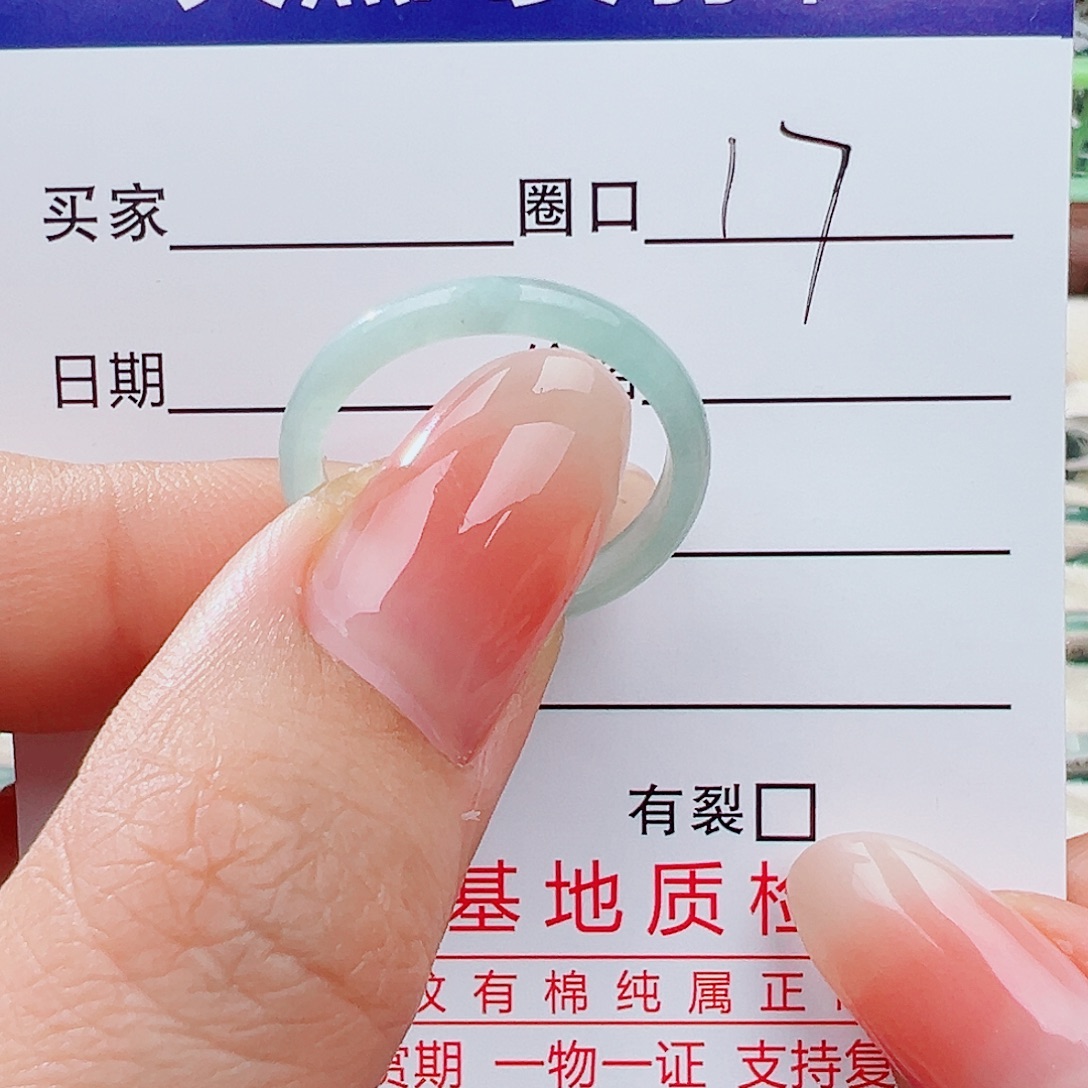 买家 圈口 17
日期
有裂□
基地质检
纹有棉纯属正
赏期 一物一证 支持复